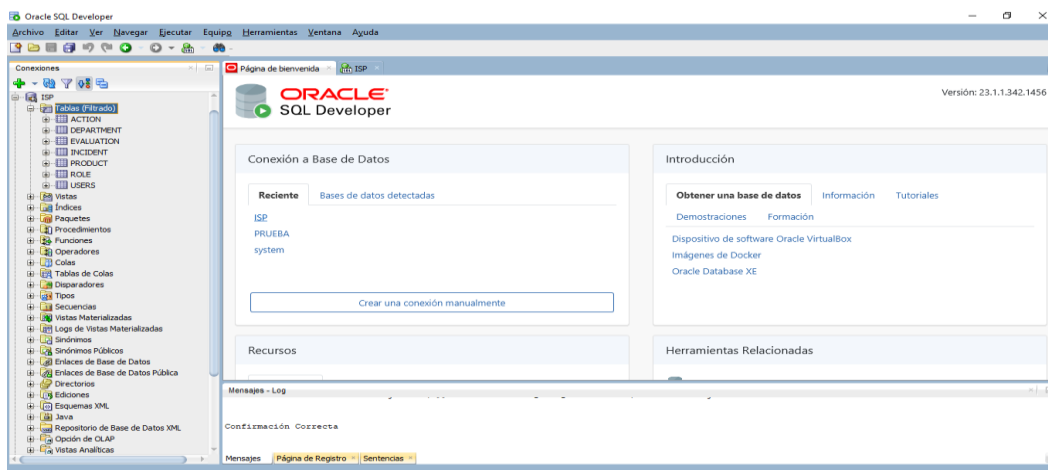 Oracle SQL Developer
Archivo Editar Ver Navegar Ejecutar Equipo Herramientas Ventana Ayuda
Conexiones
ISP
Tablas (Filtrado)
ACTION
DEPARTMENT
EVALUATION
INCIDENT
PRODUCT
ROLE
USERS
Vistas
Índices
Paquetes
Procedimientos
Funciones
Operadores
Colas
Tablas de Colas
Disparadores
Tipos
Secuencias
Vistas Materializadas
Logs de Vistas Materializadas
Sinónimos
Sinónimos Públicos
Enlaces de Base de Datos
Enlaces de Base de Datos Pública
Directorios
Ediciones
Esquemas XML
Java
Repositorio de Base de Datos XML
Opción de OLAP
Vistas Analíticas
Página de bienvenida ISP
ORACLE
SQL Developer
Versión: 23.1.1.342.1456
Conexión a Base de Datos
Reciente Bases de datos detectadas
ISP
PRUEBA
system
Crear una conexión manualmente
Introducción
Obtener una base de datos Información Tutoriales
Demostraciones Formación
Dispositivo de software Oracle VirtualBox
Imágenes de Docker
Oracle Database XE
Recursos
Herramientas Relacionadas
Mensajes - Log
Confirmación Correcta
Mensajes Página de Registro Sentencias